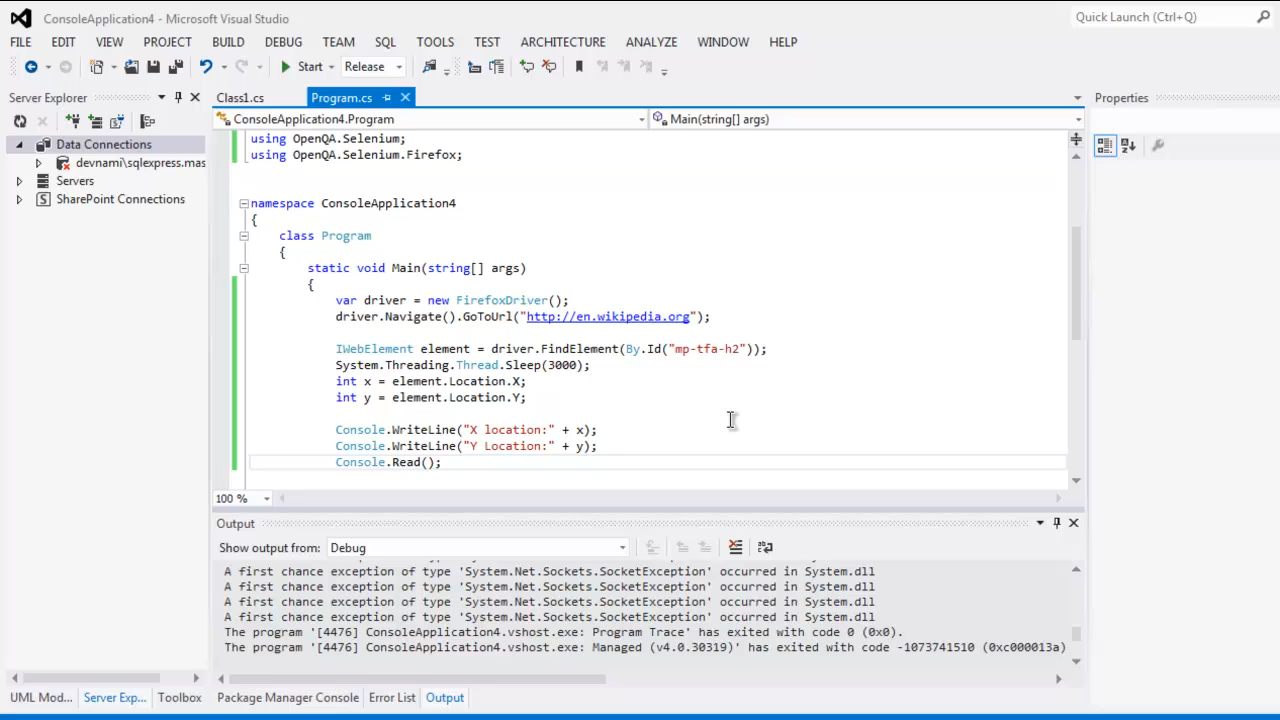 ConsoleApplication4 - Microsoft Visual Studio
Quick Launch (Ctrl+Q)
FILE EDIT VIEW PROJECT BUILD DEBUG TEAM SQL TOOLS TEST ARCHITECTURE ANALYZE WINDOW HELP
Start Release
Server Explorer
Class1.cs Program.cs
Properties
ConsoleApplication4.Program Main(string[] args)
Data Connections
devnami\sqlexpress.mas
Servers
SharePoint Connections
using OpenQA.Selenium;
using OpenQA.Selenium.Firefox;
namespace ConsoleApplication4
{
class Program
{
static void Main(string[] args)
{
var driver = new FirefoxDriver();
driver.Navigate().GoToUrl("http://en.wikipedia.org");
IWebElement element = driver.FindElement(By.Id("mp-tfa-h2"));
System.Threading.Thread.Sleep(3000);
int x = element.Location.X;
int y = element.Location.Y;
Console.WriteLine("X location:" + x);
Console.WriteLine("Y Location:" + y);
Console.Read();
100 %
Output
Show output from: Debug
A first chance exception of type 'System.Net.Sockets.SocketException' occurred in System.dll
A first chance exception of type 'System.Net.Sockets.SocketException' occurred in System.dll
A first chance exception of type 'System.Net.Sockets.SocketException' occurred in System.dll
A first chance exception of type 'System.Net.Sockets.SocketException' occurred in System.dll
The program '[4476] ConsoleApplication4.vshost.exe: Program Trace' has exited with code 0 (0x0).
The program '[4476] ConsoleApplication4.vshost.exe: Managed (v4.0.30319)' has exited with code -1073741510 (0xc000013a)
UML Mod... Server Exp... Toolbox Package Manager Console Error List Output